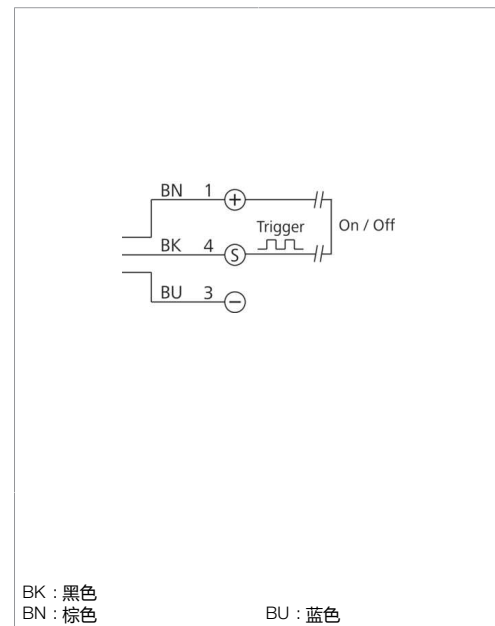 BN 1 +
Trigger On / Off
BK 4 S
BU 3 −
BK : 黑色
BN : 棕色 BU : 蓝色